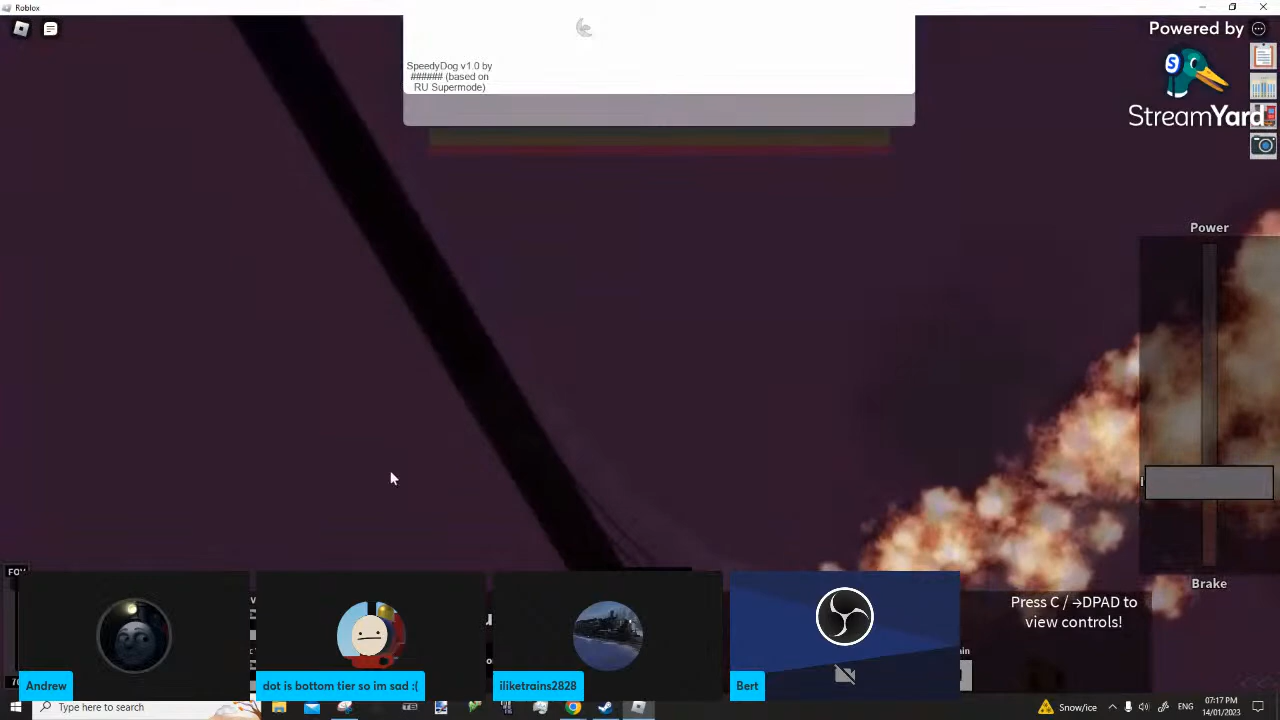 Roblox
Powered by
StreamYard
SpeedyDog v1.0 by
###### (based on
RU Supermode)
Power
Brake
Press C / →DPAD to
view controls!
FOV
Andrew
dot is bottom tier so im sad :(
iliketrains2828
Bert
Type here to search
Snow/ice
ENG
07:17 PM
14/01/2023